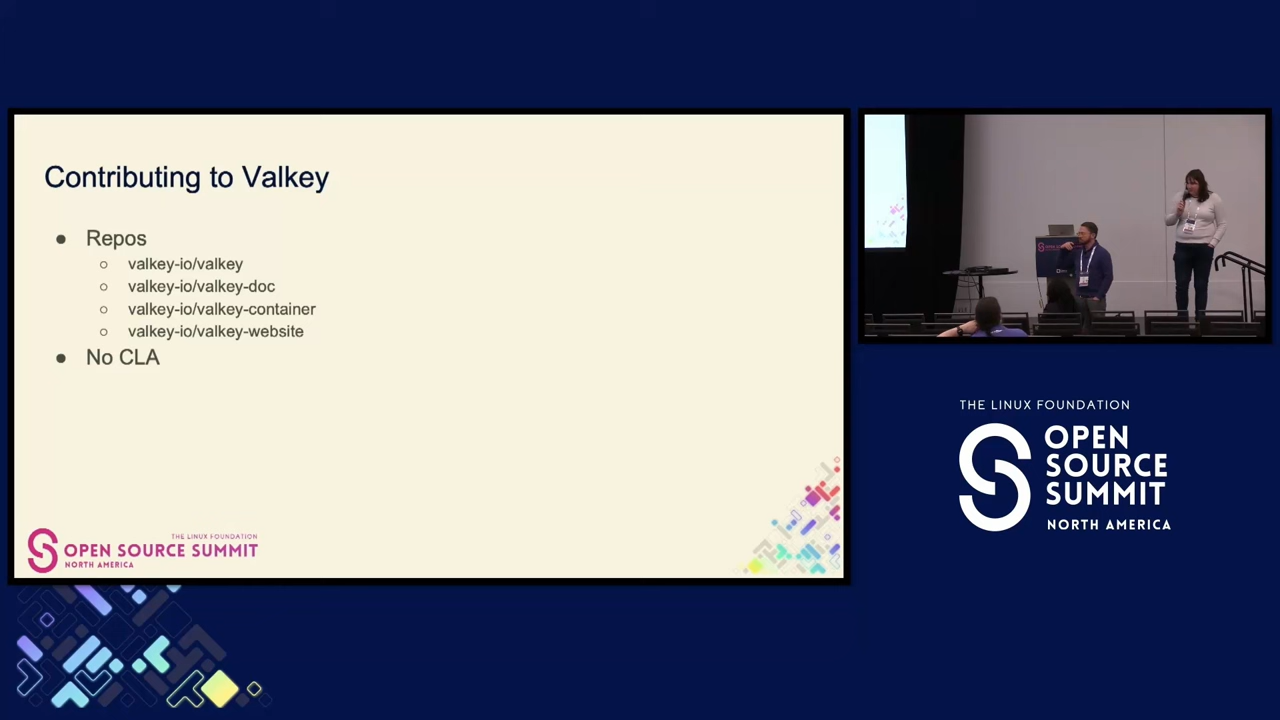 Contributing to Valkey
● Repos
○ valkey-io/valkey
○ valkey-io/valkey-doc
○ valkey-io/valkey-container
○ valkey-io/valkey-website
● No CLA
THE LINUX FOUNDATION
OPEN SOURCE SUMMIT
NORTH AMERICA
THE LINUX FOUNDATION
OPEN
SOURCE
SUMMIT
NORTH AMERICA